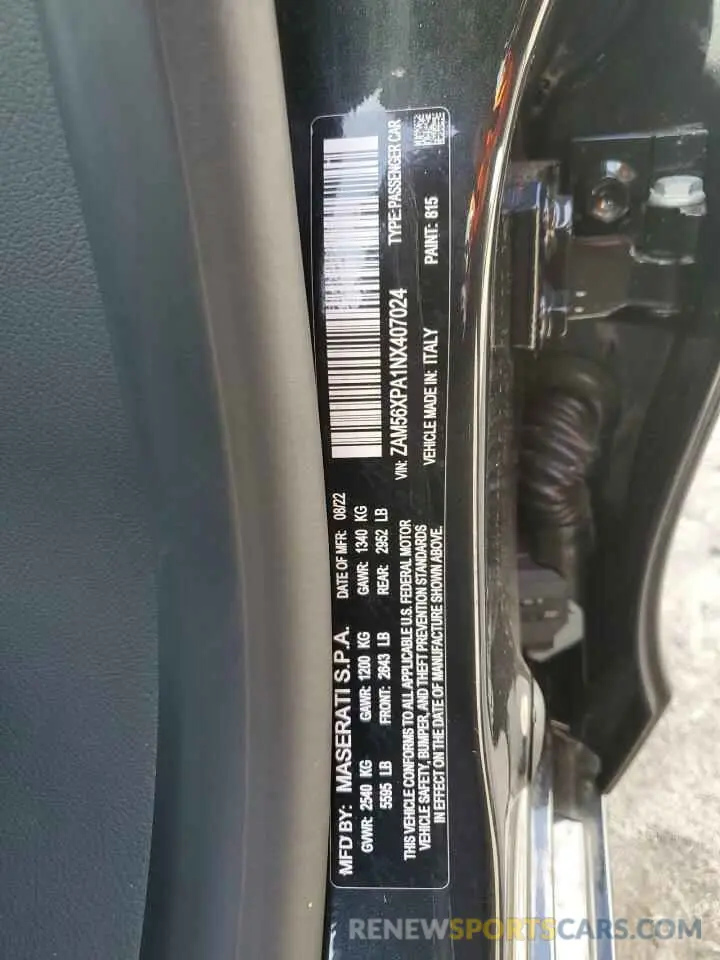 MFD BY: MASERATI S.P.A. DATE OF MFR: 08/22
GVWR: 2540 KG GAWR: 1200 KG GAWR: 1340 KG
5595 LB FRONT: 2643 LB REAR: 2952 LB
THIS VEHICLE CONFORMS TO ALL APPLICABLE U.S. FEDERAL MOTOR
VEHICLE SAFETY, BUMPER, AND THEFT PREVENTION STANDARDS
IN EFFECT ON THE DATE OF MANUFACTURE SHOWN ABOVE.
VIN: ZAM56XPA1NX407024 TYPE:PASSENGER CAR
VEHICLE MADE IN: ITALY PAINT: 815
RENEWSPORTSCARS.COM